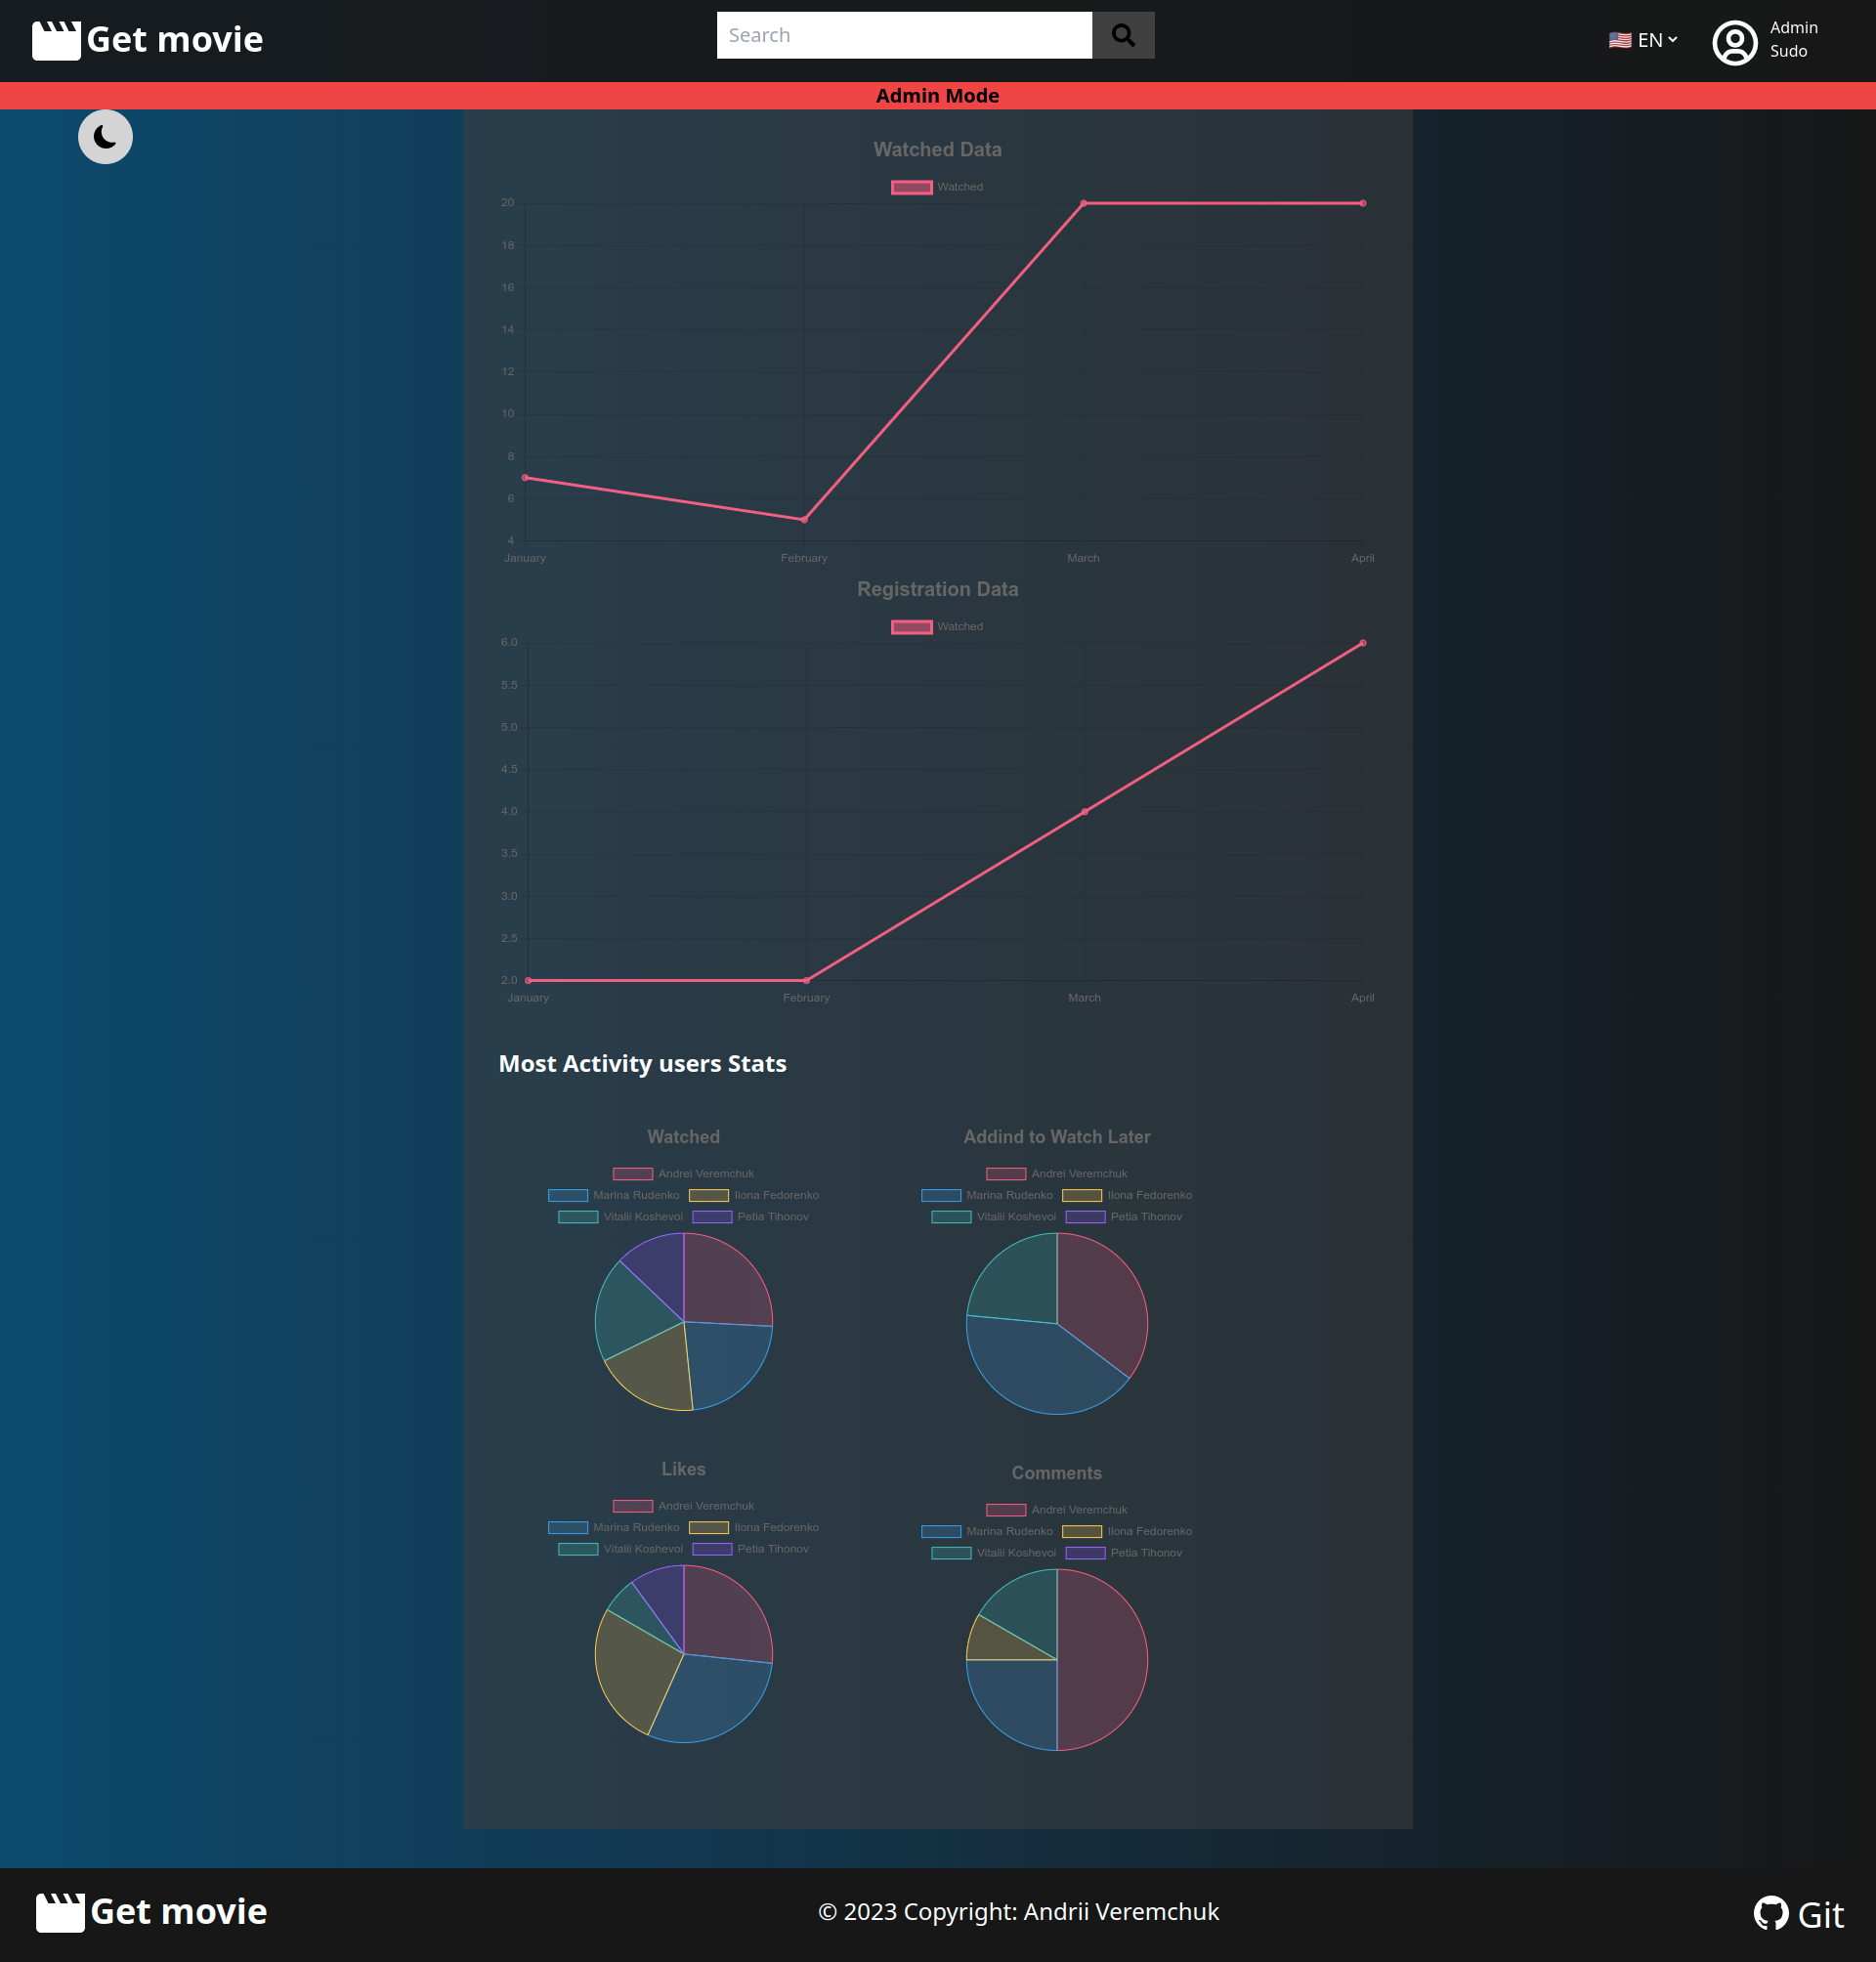 Get movie
Search
🇺🇸 EN
Admin
Sudo
Admin Mode
Watched Data
Watched
20
18
16
14
12
10
8
6
4
January February March April
Registration Data
Watched
6.0
5.5
5.0
4.5
4.0
3.5
3.0
2.5
2.0
January February March April
Most Activity users Stats
Watched
Andrei Veremchuk
Marina Rudenko Ilona Fedorenko
Vitalii Koshevoi Petia Tihonov
Addind to Watch Later
Andrei Veremchuk
Marina Rudenko Ilona Fedorenko
Vitalii Koshevoi Petia Tihonov
Likes
Andrei Veremchuk
Marina Rudenko Ilona Fedorenko
Vitalii Koshevoi Petia Tihonov
Comments
Andrei Veremchuk
Marina Rudenko Ilona Fedorenko
Vitalii Koshevoi Petia Tihonov
Get movie
© 2023 Copyright: Andrii Veremchuk
Git